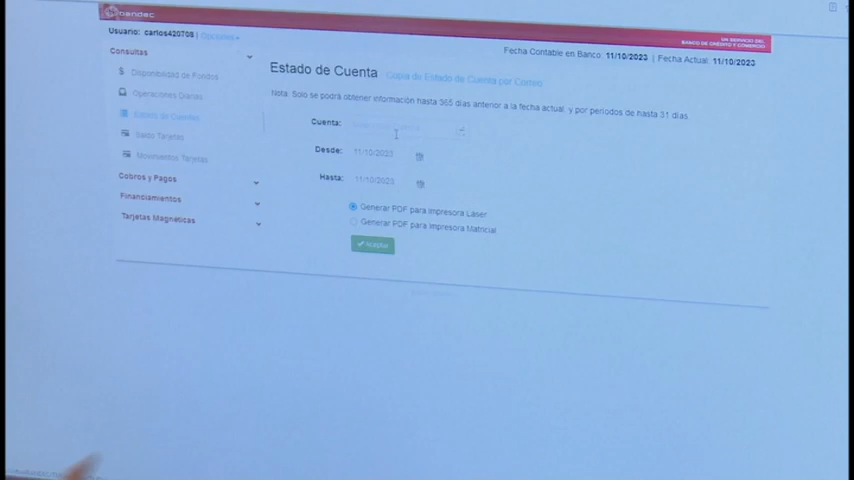 bandec
UN SERVICIO DEL
BANCO DE CRÉDITO Y COMERCIO
Usuario: carlos420708 | Opciones
Fecha Contable en Banco: 11/10/2023 | Fecha Actual: 11/10/2023
Consultas
Disponibilidad de Fondos
Operaciones Diarias
Estado de Cuentas
Saldo Tarjetas
Movimientos Tarjetas
Cobros y Pagos
Financiamientos
Tarjetas Magnéticas
Estado de Cuenta Copia de Estado de Cuenta por Correo
Nota: Solo se podrá obtener información hasta 365 días anterior a la fecha actual, y por periodos de hasta 31 días.
Cuenta:
Desde: 11/10/2023
Hasta: 11/10/2023
Generar PDF para Impresora Láser
Generar PDF para Impresora Matricial
Aceptar